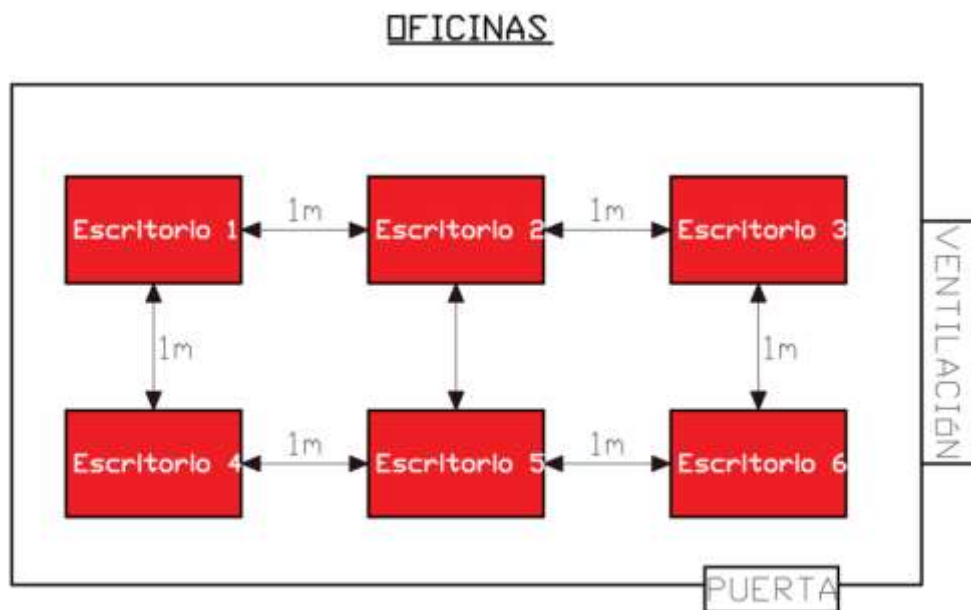 OFICINAS
Escritorio 1
1m
Escritorio 2
1m
Escritorio 3
VENTILACIÓN
1m
1m
Escritorio 4
1m
Escritorio 5
1m
Escritorio 6
PUERTA